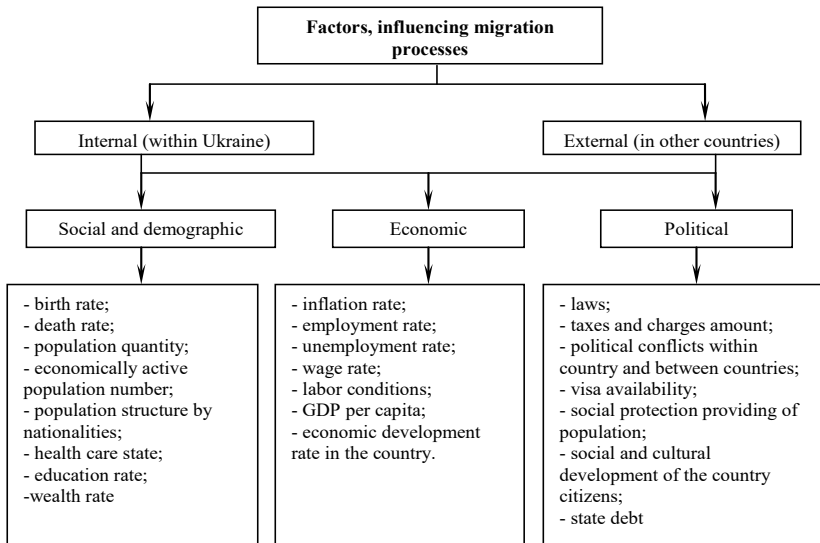 Factors, influencing migration
processes
Internal (within Ukraine)
External (in other countries)
Social and demographic
Economic
Political
- birth rate;
- death rate;
- population quantity;
- economically active
population number;
- population structure by
nationalities;
- health care state;
- education rate;
-wealth rate
- inflation rate;
- employment rate;
- unemployment rate;
- wage rate;
- labor conditions;
- GDP per capita;
- economic development
rate in the country.
- laws;
- taxes and charges amount;
- political conflicts within
country and between countries;
- visa availability;
- social protection providing of
population;
- social and cultural
development of the country
citizens;
- state debt